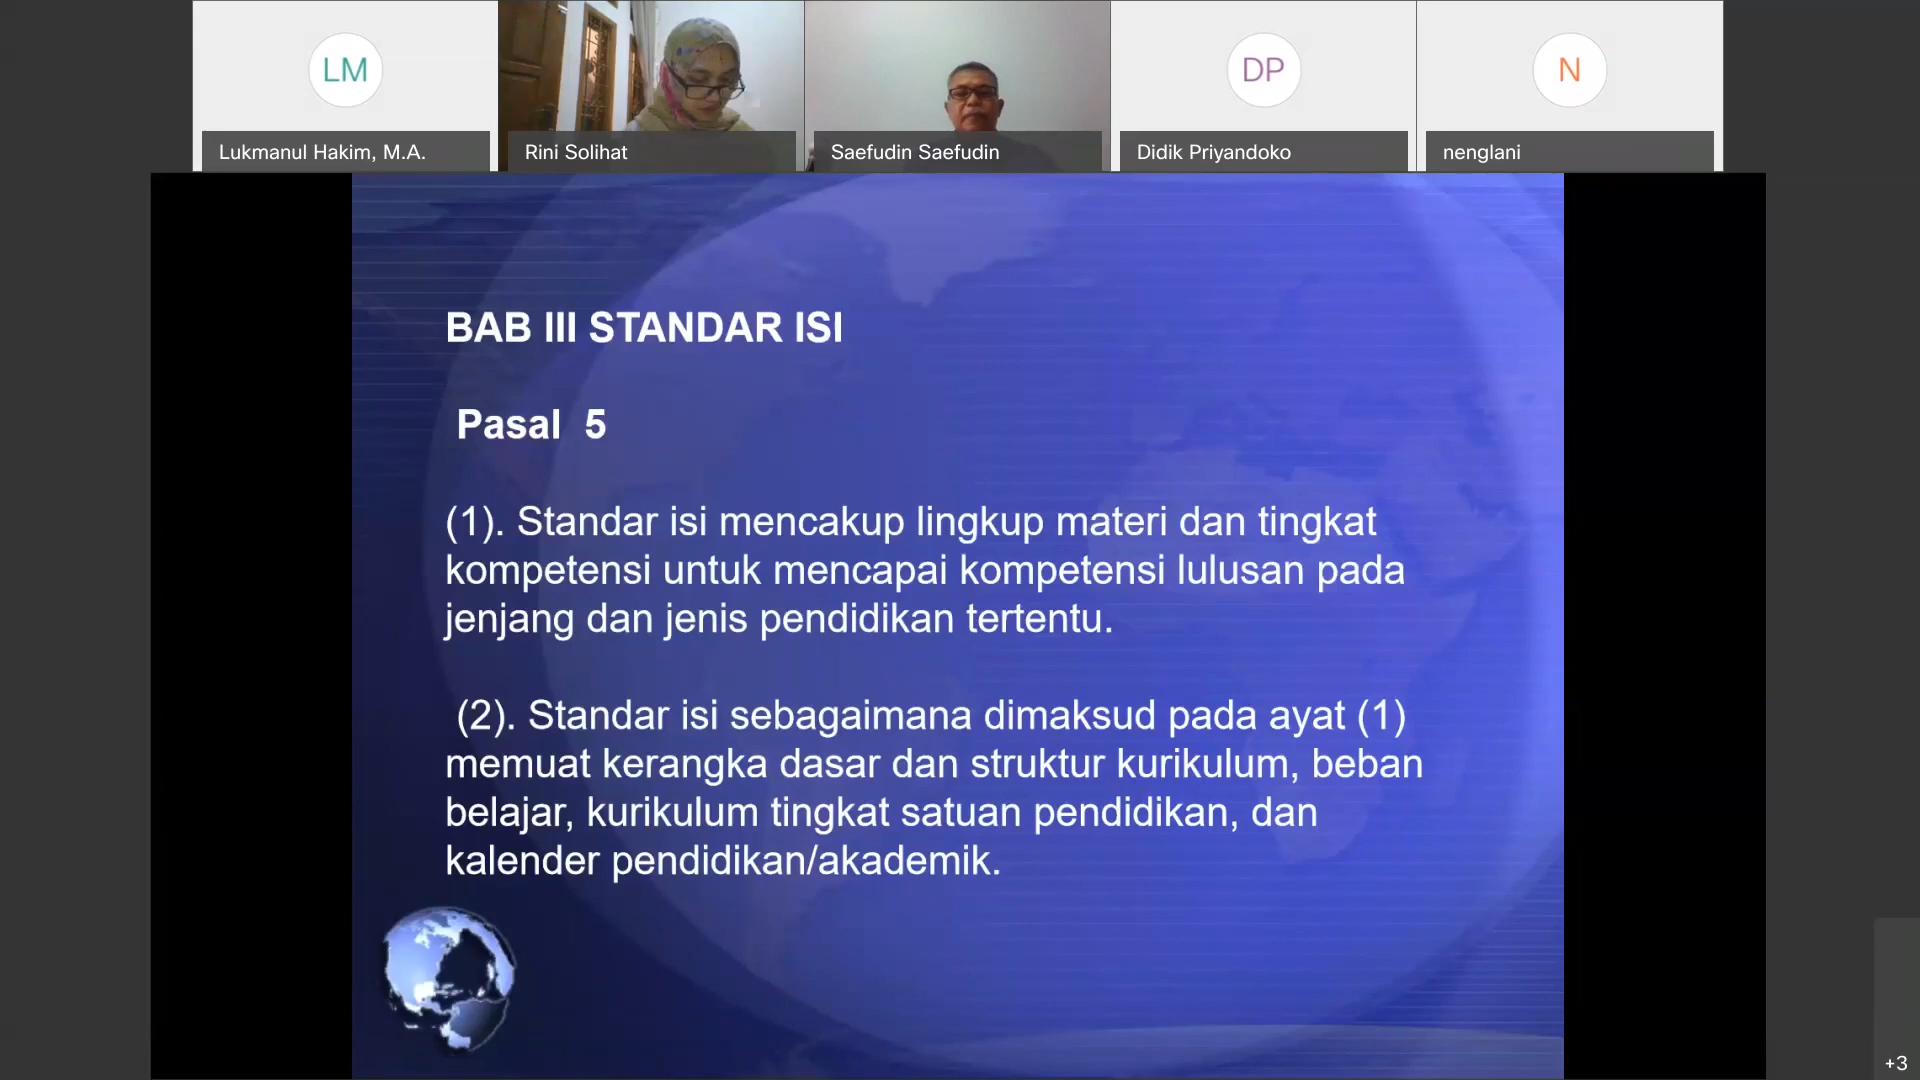 LM
DP
N
Lukmanul Hakim, M.A.
Rini Solihat
Saefudin Saefudin
Didik Priyandoko
nenglani
BAB III STANDAR ISI
Pasal 5
(1). Standar isi mencakup lingkup materi dan tingkat
kompetensi untuk mencapai kompetensi lulusan pada
jenjang dan jenis pendidikan tertentu.
(2). Standar isi sebagaimana dimaksud pada ayat (1)
memuat kerangka dasar dan struktur kurikulum, beban
belajar, kurikulum tingkat satuan pendidikan, dan
kalender pendidikan/akademik.
+3